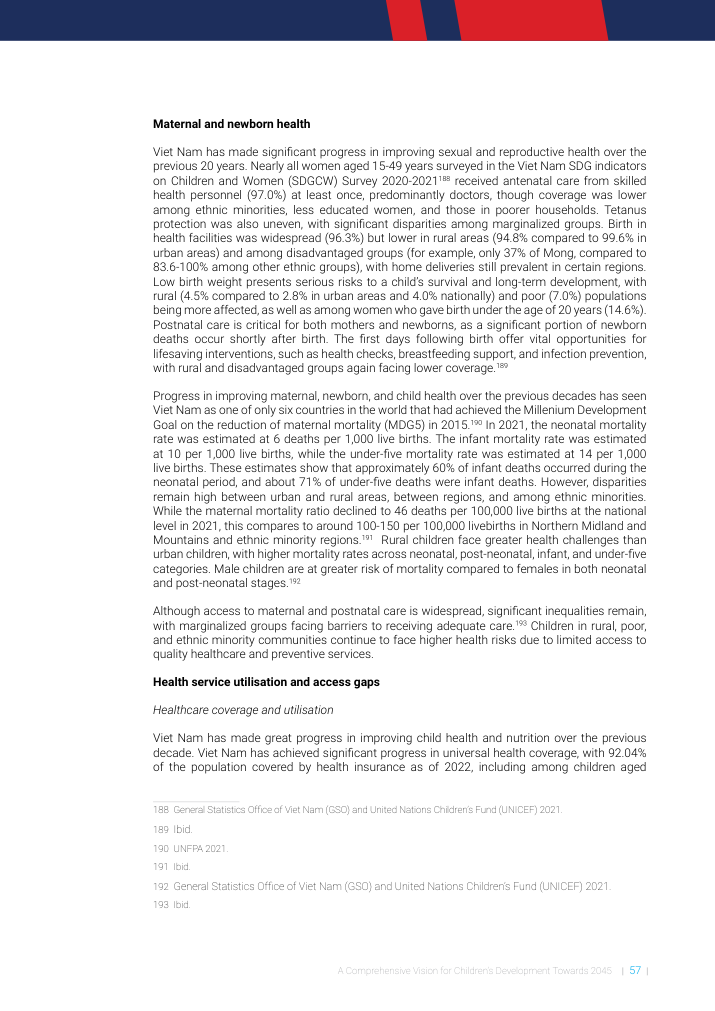 Maternal and newborn health
Viet Nam has made significant progress in improving sexual and reproductive health over the
previous 20 years. Nearly all women aged 15-49 years surveyed in the Viet Nam SDG indicators
on Children and Women (SDGCW) Survey 2020-2021188 received antenatal care from skilled
health personnel (97.0%) at least once, predominantly doctors, though coverage was lower
among ethnic minorities, less educated women, and those in poorer households. Tetanus
protection was also uneven, with significant disparities among marginalized groups. Birth in
health facilities was widespread (96.3%) but lower in rural areas (94.8% compared to 99.6% in
urban areas) and among disadvantaged groups (for example, only 37% of Mong, compared to
83.6-100% among other ethnic groups), with home deliveries still prevalent in certain regions.
Low birth weight presents serious risks to a child's survival and long-term development, with
rural (4.5% compared to 2.8% in urban areas and 4.0% nationally) and poor (7.0%) populations
being more affected, as well as among women who gave birth under the age of 20 years (14.6%).
Postnatal care is critical for both mothers and newborns, as a significant portion of newborn
deaths occur shortly after birth. The first days following birth offer vital opportunities for
lifesaving interventions, such as health checks, breastfeeding support, and infection prevention,
with rural and disadvantaged groups again facing lower coverage.189
Progress in improving maternal, newborn, and child health over the previous decades has seen
Viet Nam as one of only six countries in the world that had achieved the Millenium Development
Goal on the reduction of maternal mortality (MDG5) in 2015.190 In 2021, the neonatal mortality
rate was estimated at 6 deaths per 1,000 live births. The infant mortality rate was estimated
at 10 per 1,000 live births, while the under-five mortality rate was estimated at 14 per 1,000
live births. These estimates show that approximately 60% of infant deaths occurred during the
neonatal period, and about 71% of under-five deaths were infant deaths. However, disparities
remain high between urban and rural areas, between regions, and among ethnic minorities.
While the maternal mortality ratio declined to 46 deaths per 100,000 live births at the national
level in 2021, this compares to around 100-150 per 100,000 livebirths in Northern Midland and
Mountains and ethnic minority regions.191 Rural children face greater health challenges than
urban children, with higher mortality rates across neonatal, post-neonatal, infant, and under-five
categories. Male children are at greater risk of mortality compared to females in both neonatal
and post-neonatal stages.192
Although access to maternal and postnatal care is widespread, significant inequalities remain,
with marginalized groups facing barriers to receiving adequate care.193 Children in rural, poor,
and ethnic minority communities continue to face higher health risks due to limited access to
quality healthcare and preventive services.
Health service utilisation and access gaps
Healthcare coverage and utilisation
Viet Nam has made great progress in improving child health and nutrition over the previous
decade. Viet Nam has achieved significant progress in universal health coverage, with 92.04%
of the population covered by health insurance as of 2022, including among children aged
188 General Statistics Office of Viet Nam (GSO) and United Nations Children's Fund (UNICEF) 2021.
189 Ibid.
190 UNFPA 2021.
191 Ibid.
192 General Statistics Office of Viet Nam (GSO) and United Nations Children's Fund (UNICEF) 2021.
193 Ibid.
A Comprehensive Vision for Children's Development Towards 2045 | 57 |